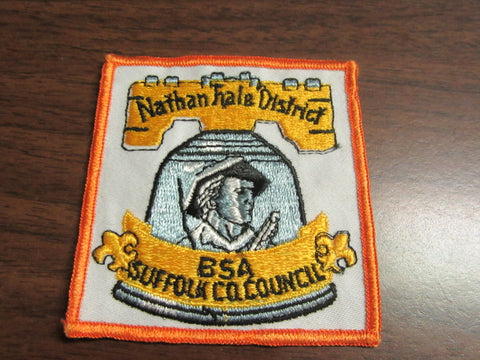 Nathan Hale District
BSA
SUFFOLK CO. COUNCIL